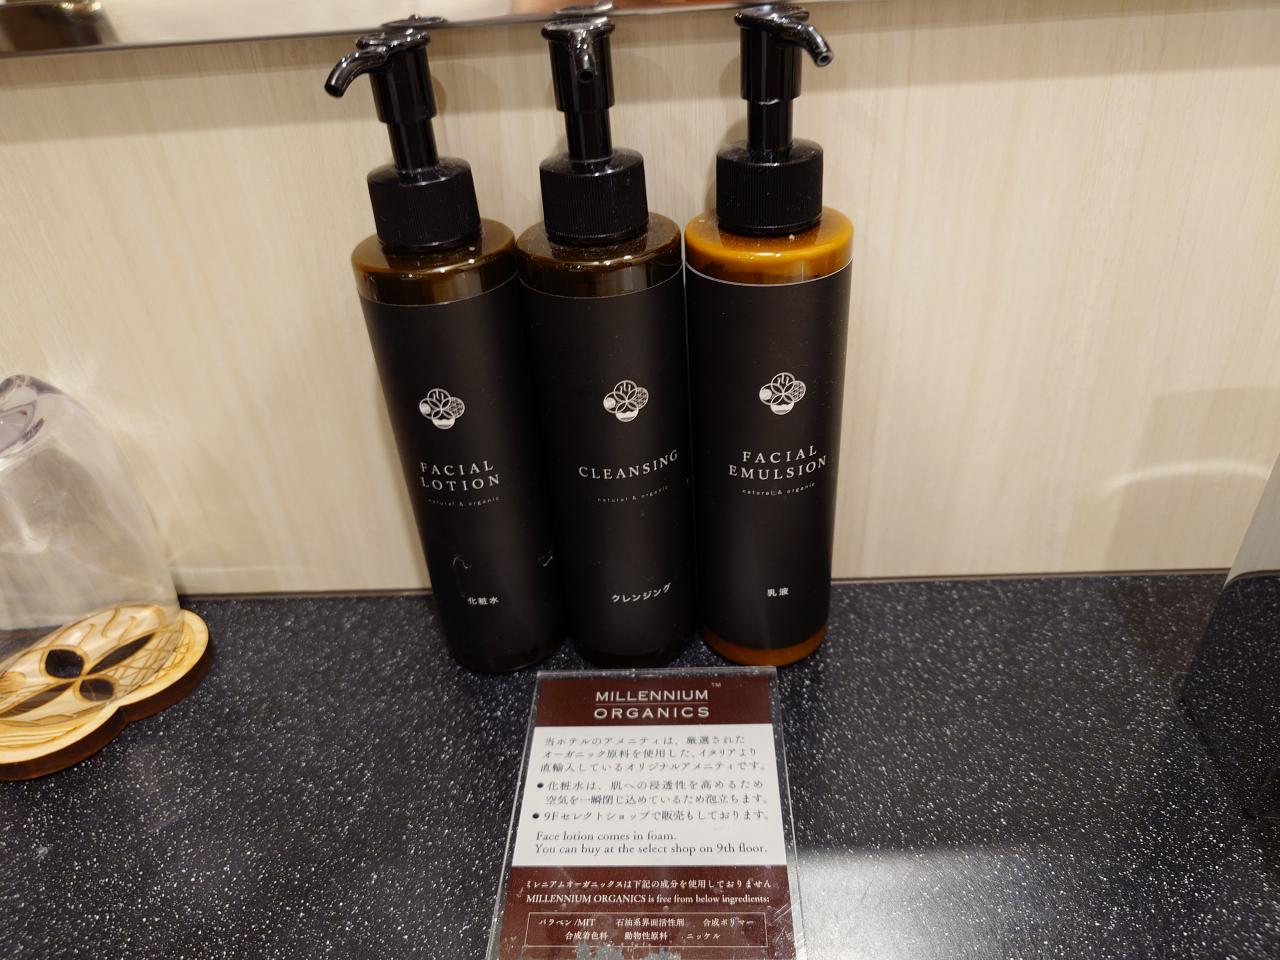 FACIAL
LOTION
natural & organic
化粧水
CLEANSING
natural & organic
クレンジング
FACIAL
EMULSION
natural & organic
乳液
MILLENNIUM™
ORGANICS
当ホテルのアメニティは、厳選された
オーガニック原料を使用した、イタリアより
直輸入しているオリジナルアメニティです。
●化粧水は、肌への浸透性を高めるため
空気を一瞬閉じ込めているため泡立ちます。
●9Fセレクトショップで販売もしております。
Face lotion comes in foam.
You can buy at the select shop on 9th floor.
ミレニアムオーガニックスは下記の成分を使用しておりません
MILLENNIUM ORGANICS is free from below ingredients:
パラベン/MIT 石油系界面活性剤 合成ポリマー
合成着色料 動物性原料 ニッケル